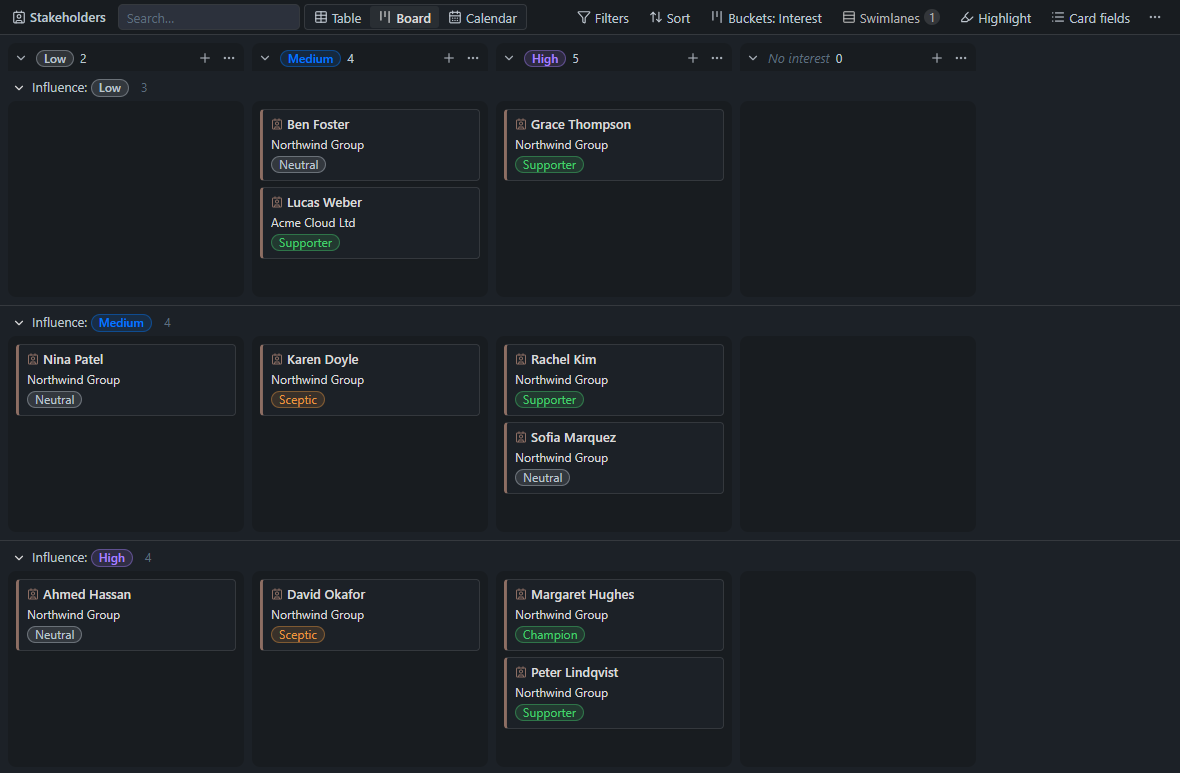 Stakeholders Search... Table Board Calendar Filters Sort Buckets: Interest Swimlanes 1 Highlight Card fields
Low 2 Medium 4 High 5 No interest 0
Influence: Low 3
Ben Foster
Northwind Group
Neutral
Lucas Weber
Acme Cloud Ltd
Supporter
Grace Thompson
Northwind Group
Supporter
Influence: Medium 4
Nina Patel
Northwind Group
Neutral
Karen Doyle
Northwind Group
Sceptic
Rachel Kim
Northwind Group
Supporter
Sofia Marquez
Northwind Group
Neutral
Influence: High 4
Ahmed Hassan
Northwind Group
Neutral
David Okafor
Northwind Group
Sceptic
Margaret Hughes
Northwind Group
Champion
Peter Lindqvist
Northwind Group
Supporter